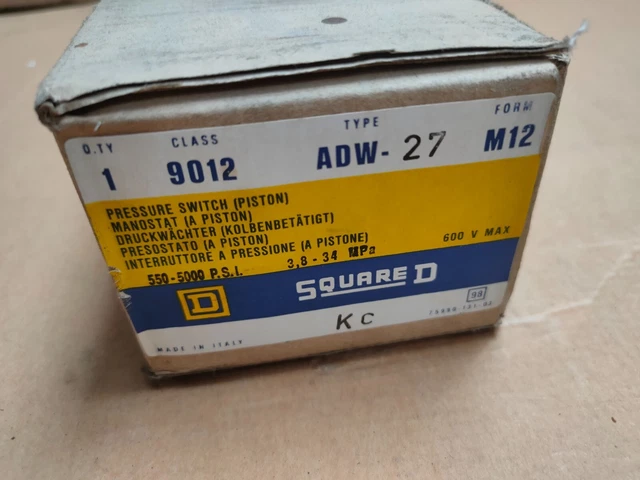 Q.TY CLASS TYPE FORM
1 9012 ADW- 27 M12
PRESSURE SWITCH (PISTON)
MANOSTAT (A PISTON)
DRUCKWÄCHTER (KOLBENBETÄTIGT)
PRESOSTATO (A PISTON)
INTERRUTTORE A PRESSIONE (A PISTONE) 600 V MAX
550-5000 P.S.I. 3,8-34 MPa
D SQUARE D
KC 98
MADE IN ITALY